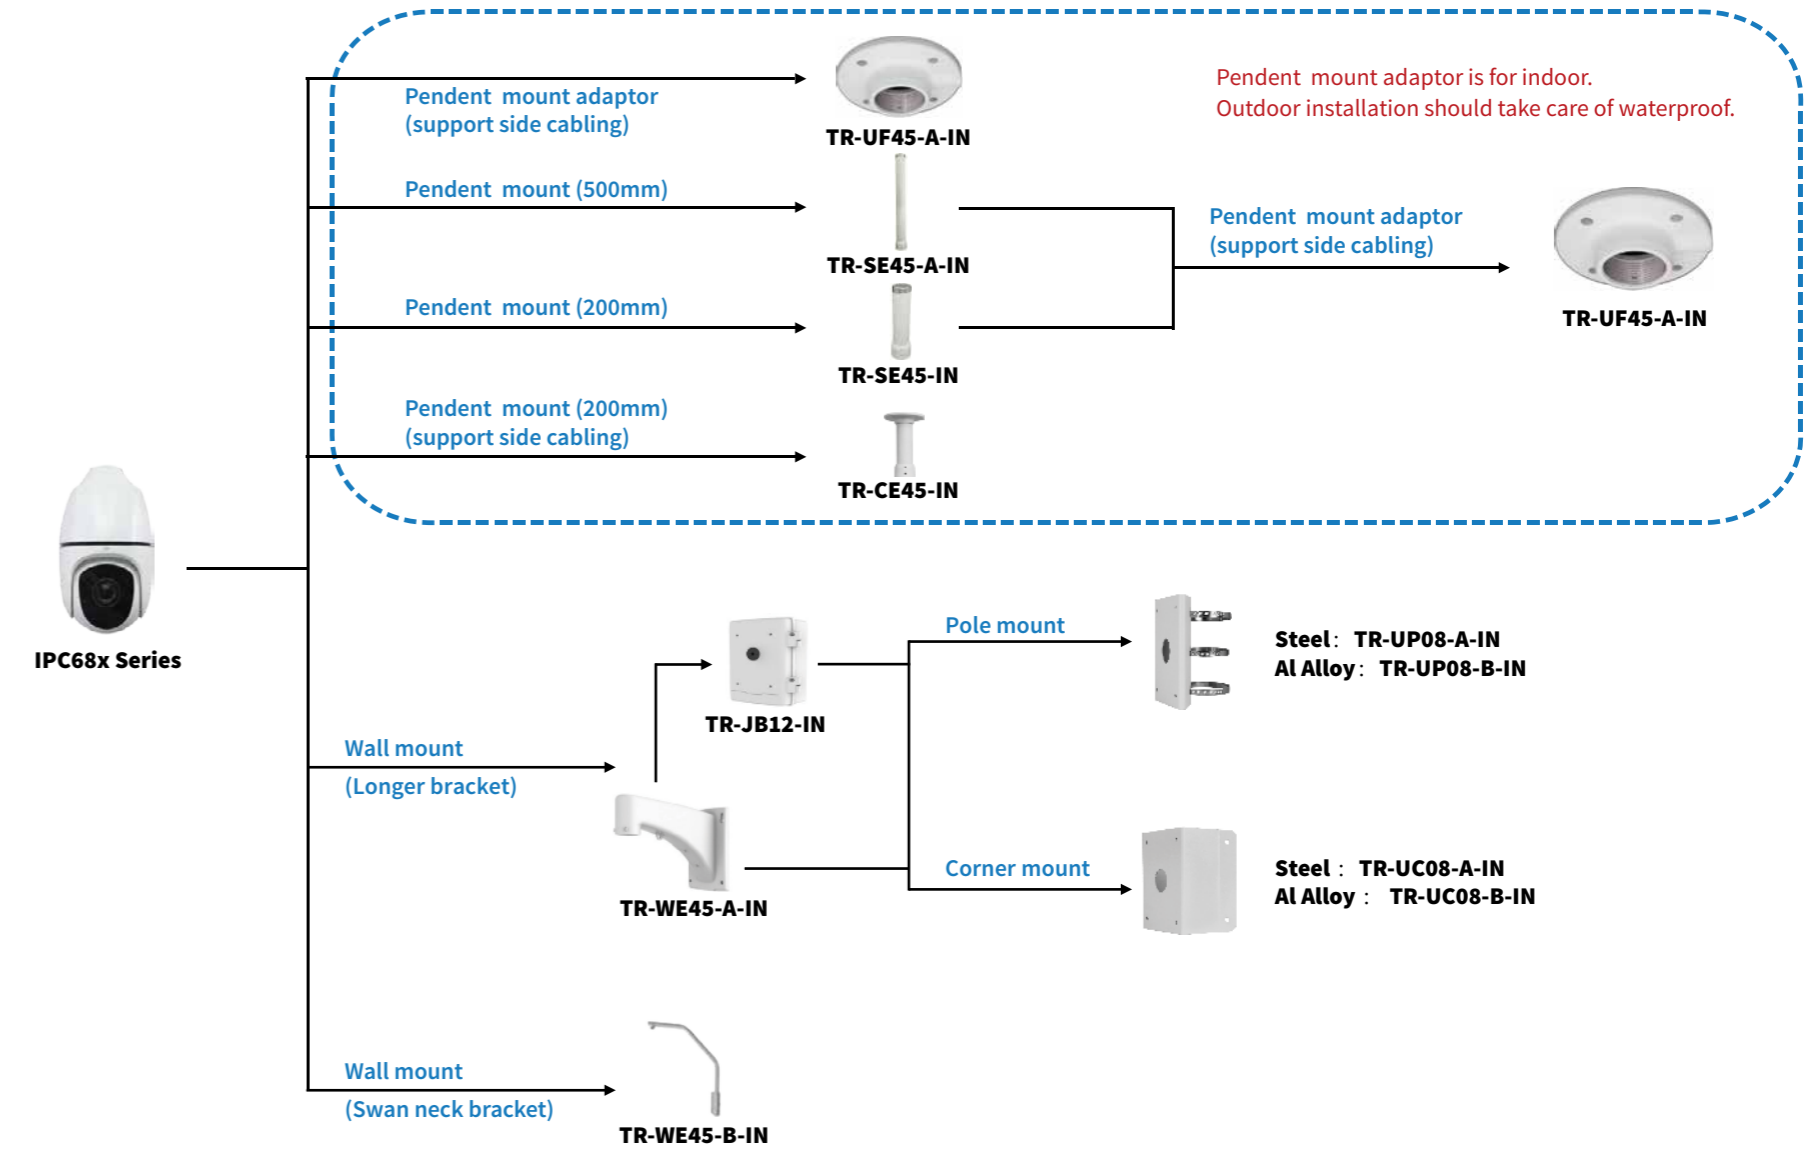 Pendent mount adaptor
(support side cabling)
TR-UF45-A-IN
Pendent mount adaptor is for indoor.
Outdoor installation should take care of waterproof.
Pendent mount (500mm)
TR-SE45-A-IN
Pendent mount adaptor
(support side cabling)
TR-UF45-A-IN
Pendent mount (200mm)
TR-SE45-IN
Pendent mount (200mm)
(support side cabling)
TR-CE45-IN
IPC68x Series
Wall mount
(Longer bracket)
TR-JB12-IN
TR-WE45-A-IN
Pole mount
Steel： TR-UP08-A-IN
Al Alloy： TR-UP08-B-IN
Corner mount
Steel： TR-UC08-A-IN
Al Alloy： TR-UC08-B-IN
Wall mount
(Swan neck bracket)
TR-WE45-B-IN